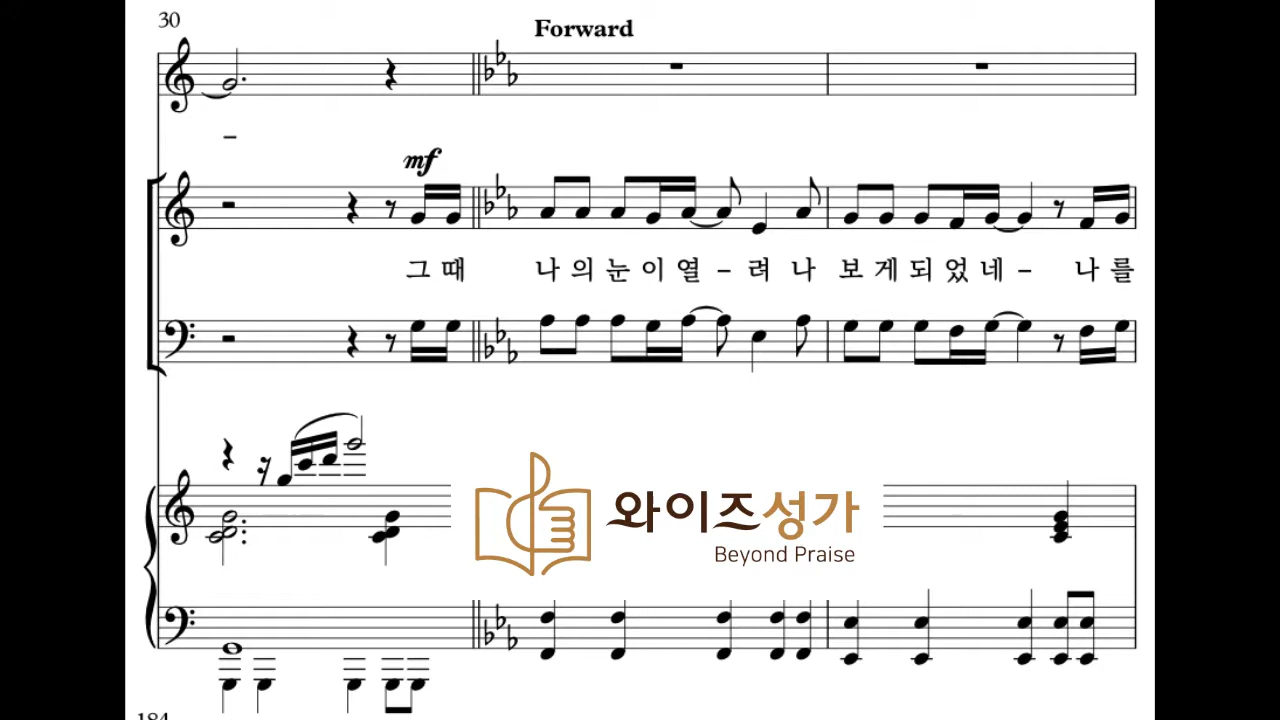 30
Forward
–
mf
그 때 나 의 눈 이 열 – 려 나 보 게 되 었 네 – 나 를
와이즈성가
Beyond Praise
184